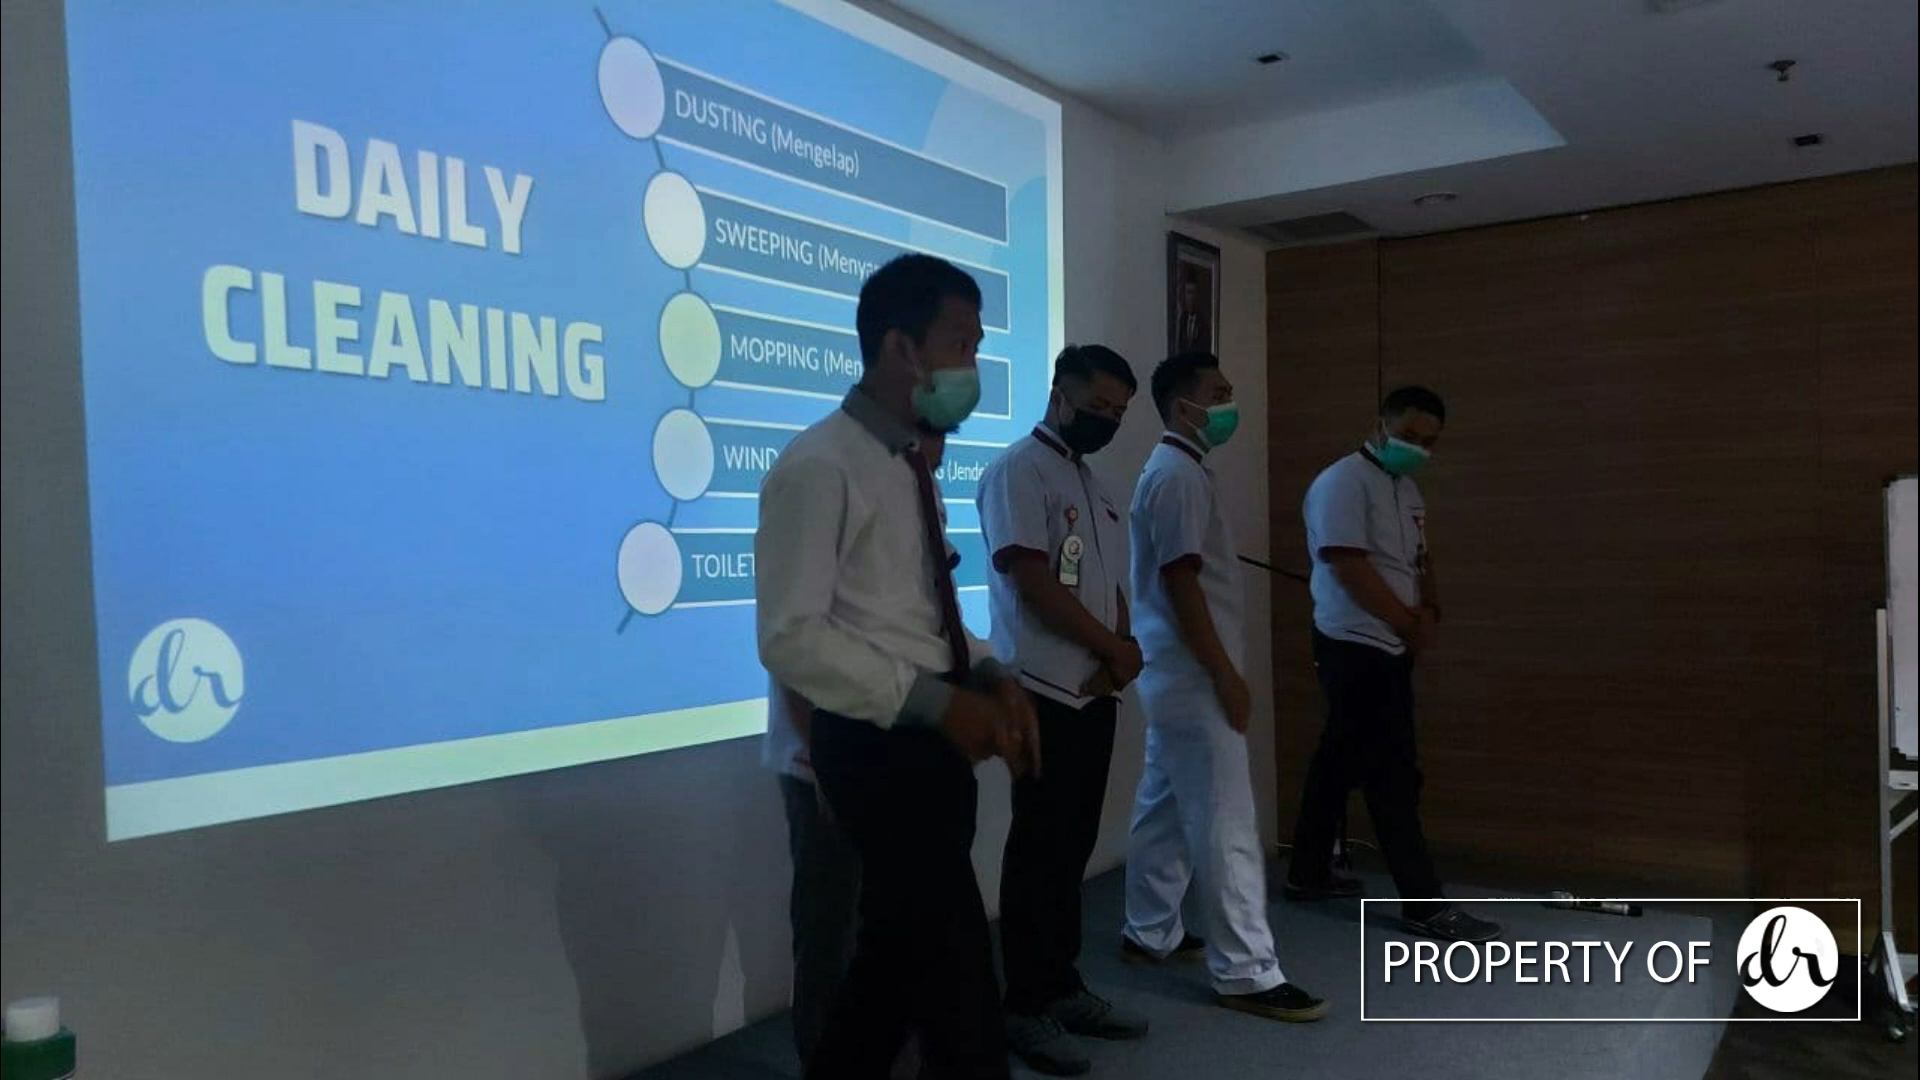 DAILY
CLEANING
DUSTING (Mengelap)
SWEEPING
MOPPING
TOILET
dr
PROPERTY OF dr